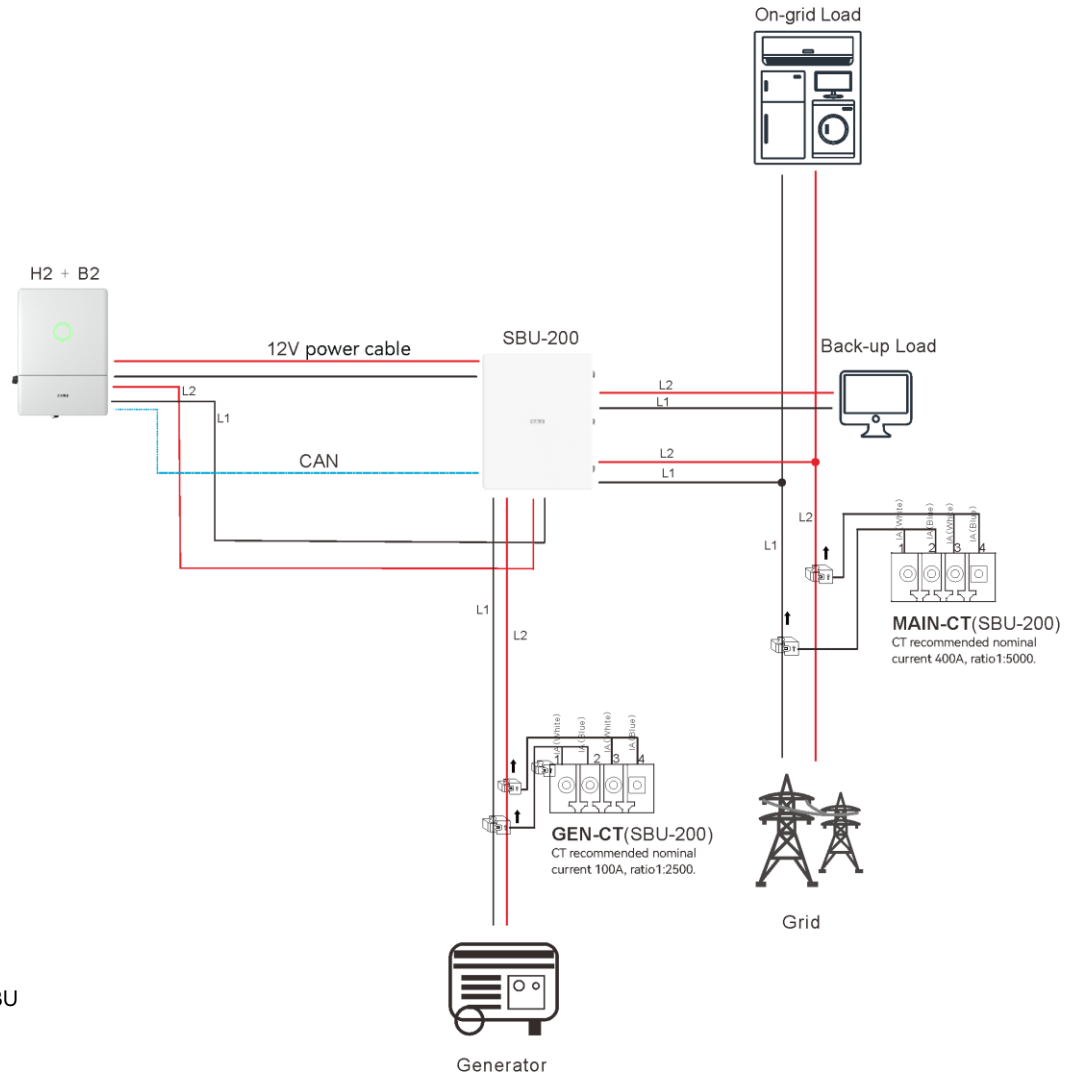 On-grid Load
H2 + B2
SBU-200
12V power cable
Back-up Load
L2
L1
L2
L1
CAN
L2
L1
L2
L1
IA(White)
IA(Blue)
IA(White)
IA(Blue)
1 2 3 4
MAIN-CT(SBU-200)
CT recommended nominal
current 400A, ratio1:5000.
L1
L2
IA(White)
IA(Blue)
IA(White)
IA(Blue)
1 2 3 4
GEN-CT(SBU-200)
CT recommended nominal
current 100A, ratio1:2500.
Grid
BU
Generator